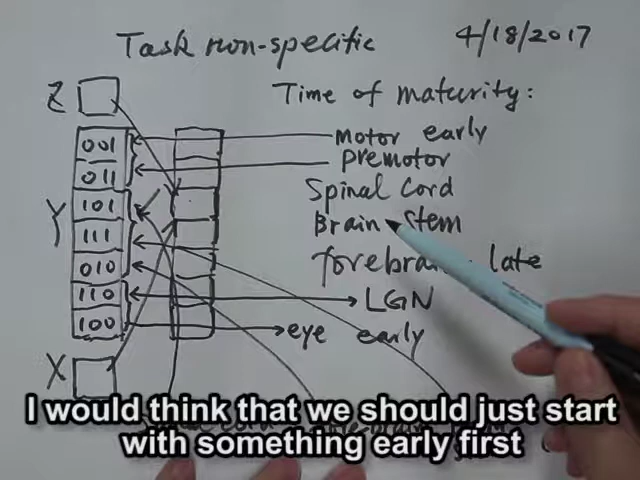 Task non-specific 4/18/2017
Z
Time of maturity:
001 Motor early
011 premotor
101 Spinal Cord
Y 111 Brain stem
010 forebrain late
110 LGN
100 eye early
X
I would think that we should just start
with something early first